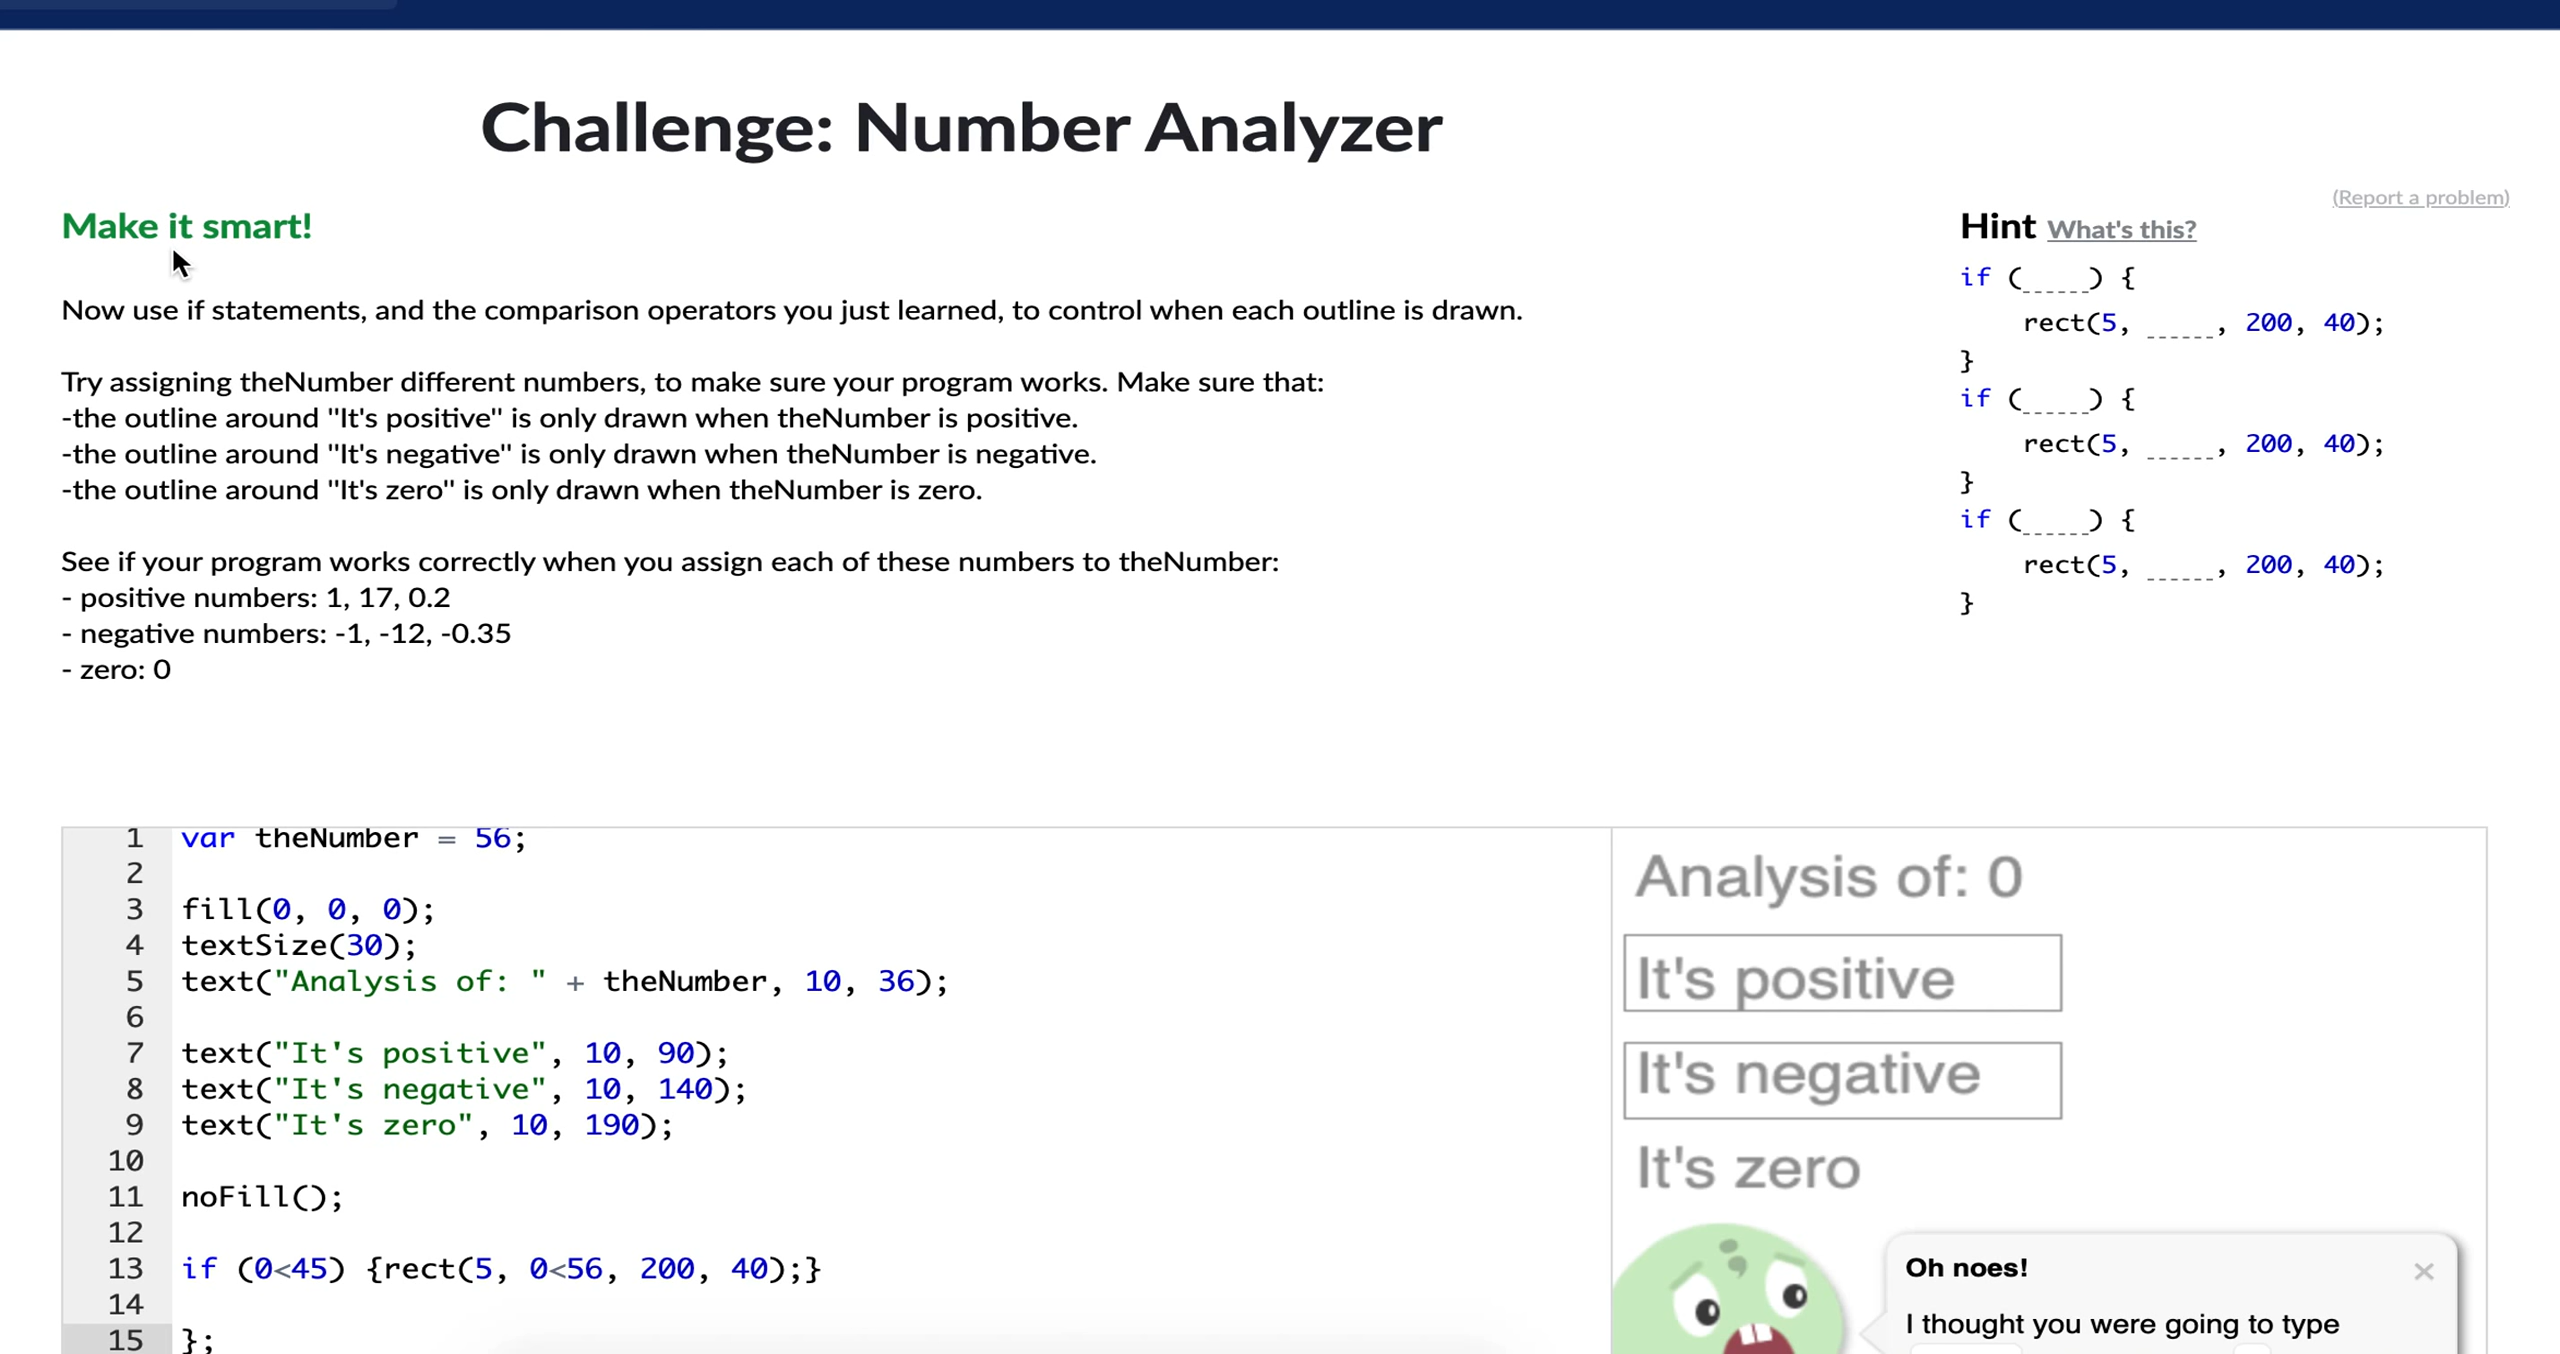 Challenge: Number Analyzer
(Report a problem)
Make it smart!
Now use if statements, and the comparison operators you just learned, to control when each outline is drawn.
Try assigning theNumber different numbers, to make sure your program works. Make sure that:
-the outline around "It's positive" is only drawn when theNumber is positive.
-the outline around "It's negative" is only drawn when theNumber is negative.
-the outline around "It's zero" is only drawn when theNumber is zero.
See if your program works correctly when you assign each of these numbers to theNumber:
- positive numbers: 1, 17, 0.2
- negative numbers: -1, -12, -0.35
- zero: 0
Hint What's this?
if (_____) {
rect(5, _____, 200, 40);
}
if (_____) {
rect(5, _____, 200, 40);
}
if (_____) {
rect(5, _____, 200, 40);
}
1 var theNumber = 56;
2
3 fill(0, 0, 0);
4 textSize(30);
5 text("Analysis of: " + theNumber, 10, 36);
6
7 text("It's positive", 10, 90);
8 text("It's negative", 10, 140);
9 text("It's zero", 10, 190);
10
11 noFill();
12
13 if (0<45) {rect(5, 0<56, 200, 40);}
14
15 };
Analysis of: 0
It's positive
It's negative
It's zero
Oh noes! ×
I thought you were going to type